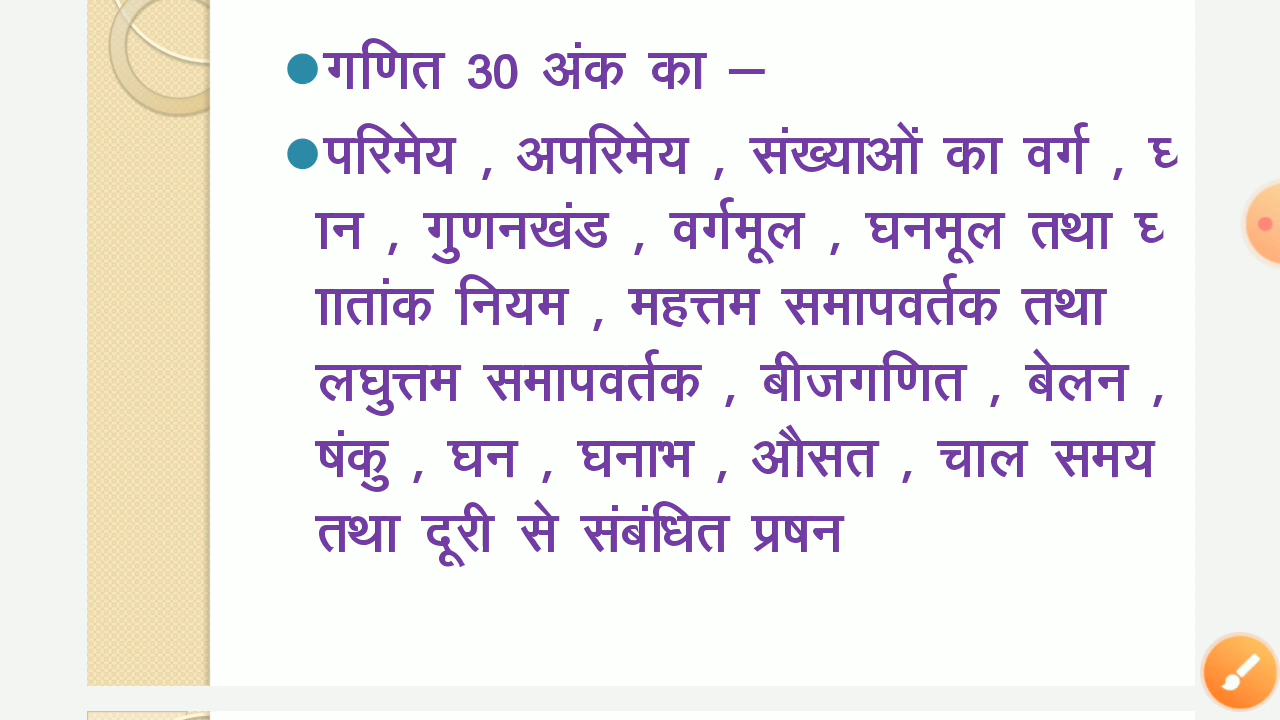 गणित 30 अंक का –
परिमेय , अपरिमेय , संख्याओं का वर्ग , घ
ान , गुणनखंड , वर्गमूल , घनमूल तथा घ
ाातांक नियम , महत्तम समापवर्तक तथा
लघुत्तम समापवर्तक , बीजगणित , बेलन ,
षंकु , घन , घनाभ , औसत , चाल समय
तथा दूरी से संबंधित प्रषन